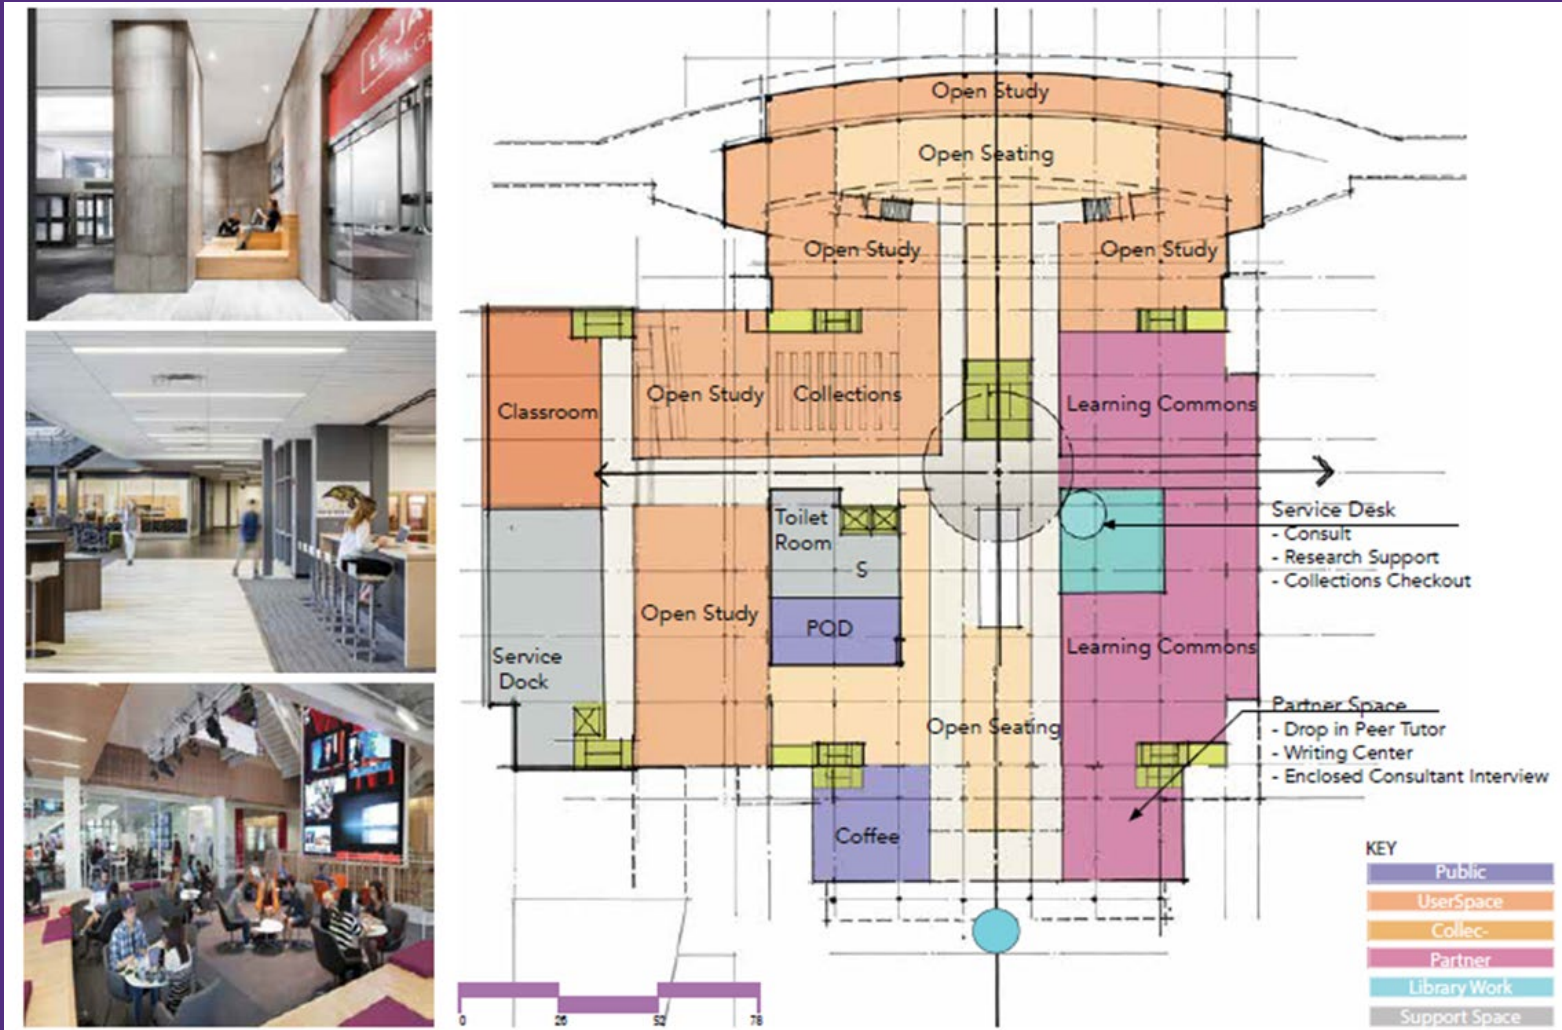 LE JA
Open Study
Open Seating
Open Study
Open Study
Classroom
Open Study
Collections
Learning Commons
Toilet
Room
S
Service Desk
- Consult
- Research Support
- Collections Checkout
Open Study
POD
Service
Dock
Learning Commons
Open Seating
Partner Space
- Drop in Peer Tutor
- Writing Center
- Enclosed Consultant Interview
Coffee
KEY
Public
UserSpace
Collec-
Partner
Library Work
Support Space
0 26 52 78